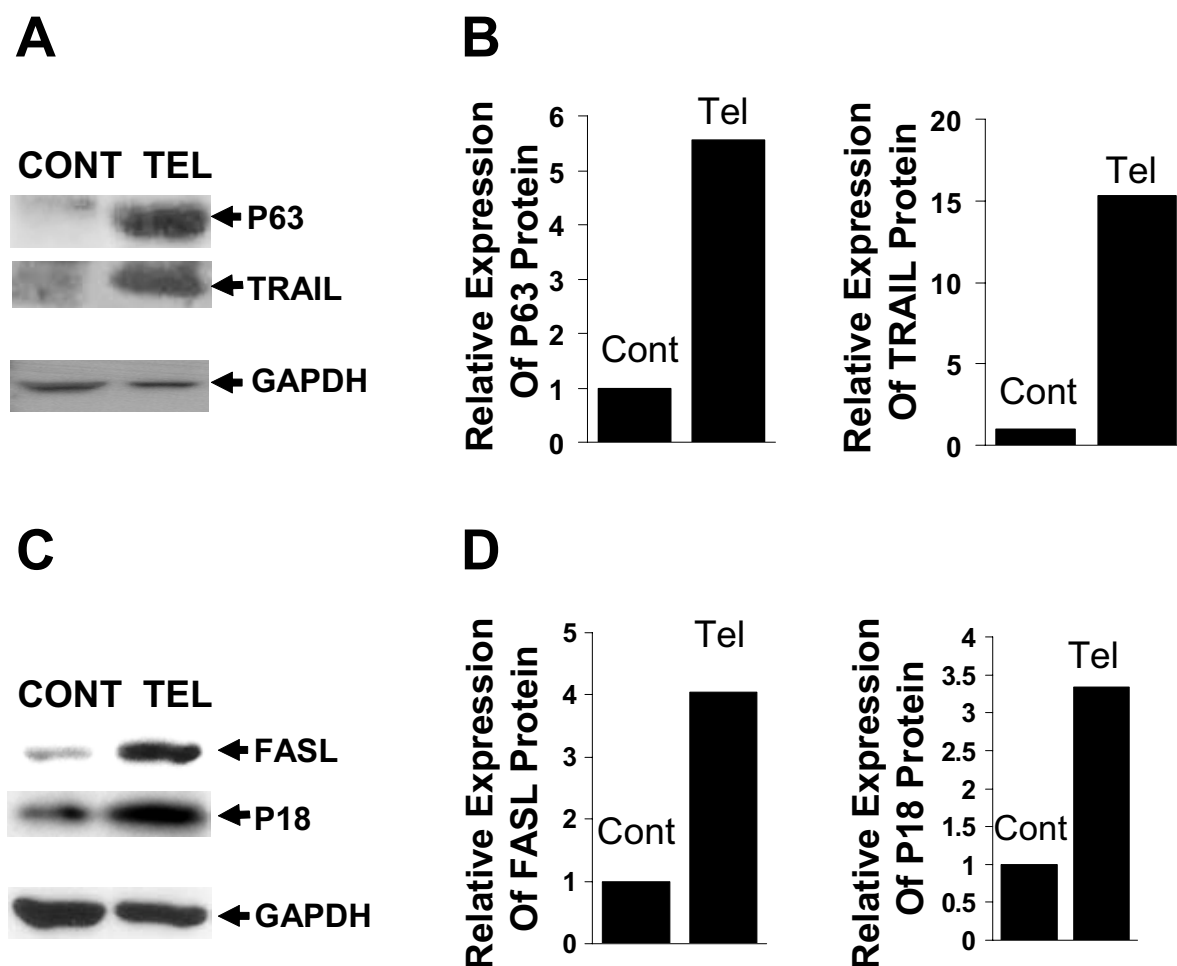 A
CONT TEL
P63
TRAIL
GAPDH
B
Relative Expression
Of P63 Protein
6
5
4
3
2
1
0
Cont
Tel
Relative Expression
Of TRAIL Protein
20
15
10
5
0
Cont
Tel
C
CONT TEL
FASL
P18
GAPDH
D
Relative Expression
Of FASL Protein
5
4
3
2
1
0
Cont
Tel
Relative Expression
Of P18 Protein
4
3.5
3
2.5
2
1.5
1
0.5
0
Cont
Tel